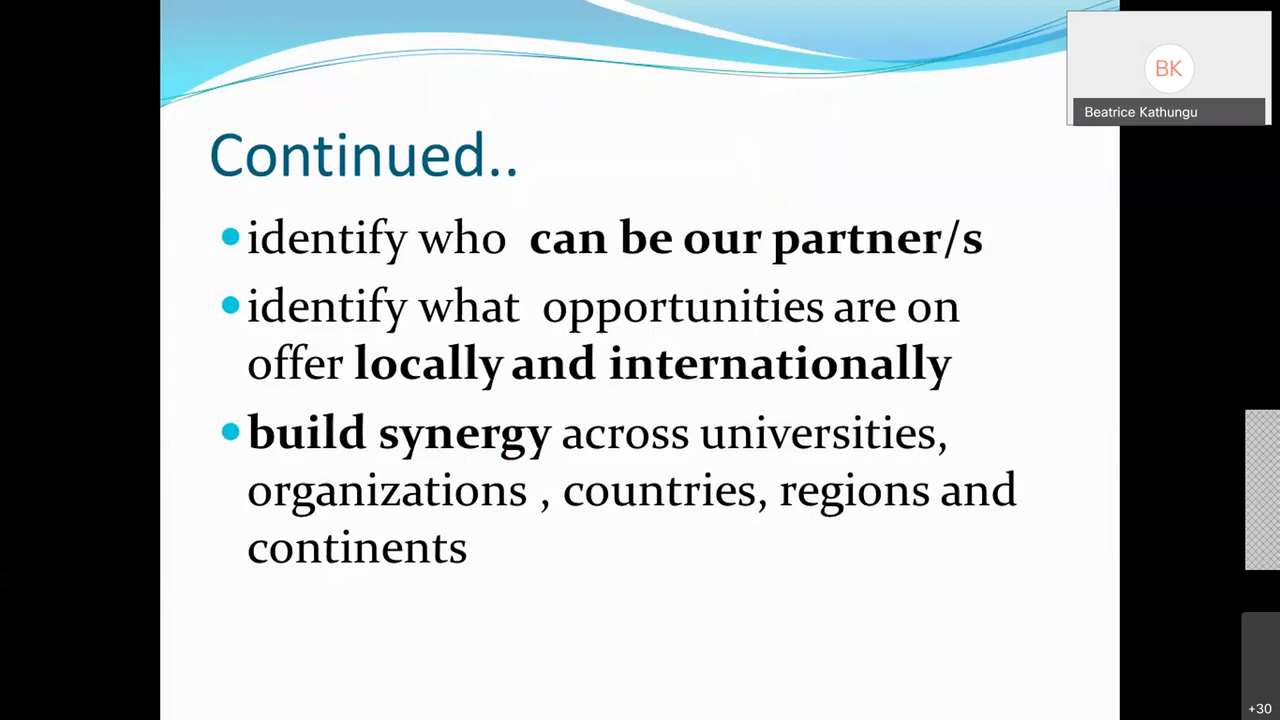 BK
Beatrice Kathungu
Continued..
identify who can be our partner/s
identify what opportunities are on
offer locally and internationally
build synergy across universities,
organizations , countries, regions and
continents
+30